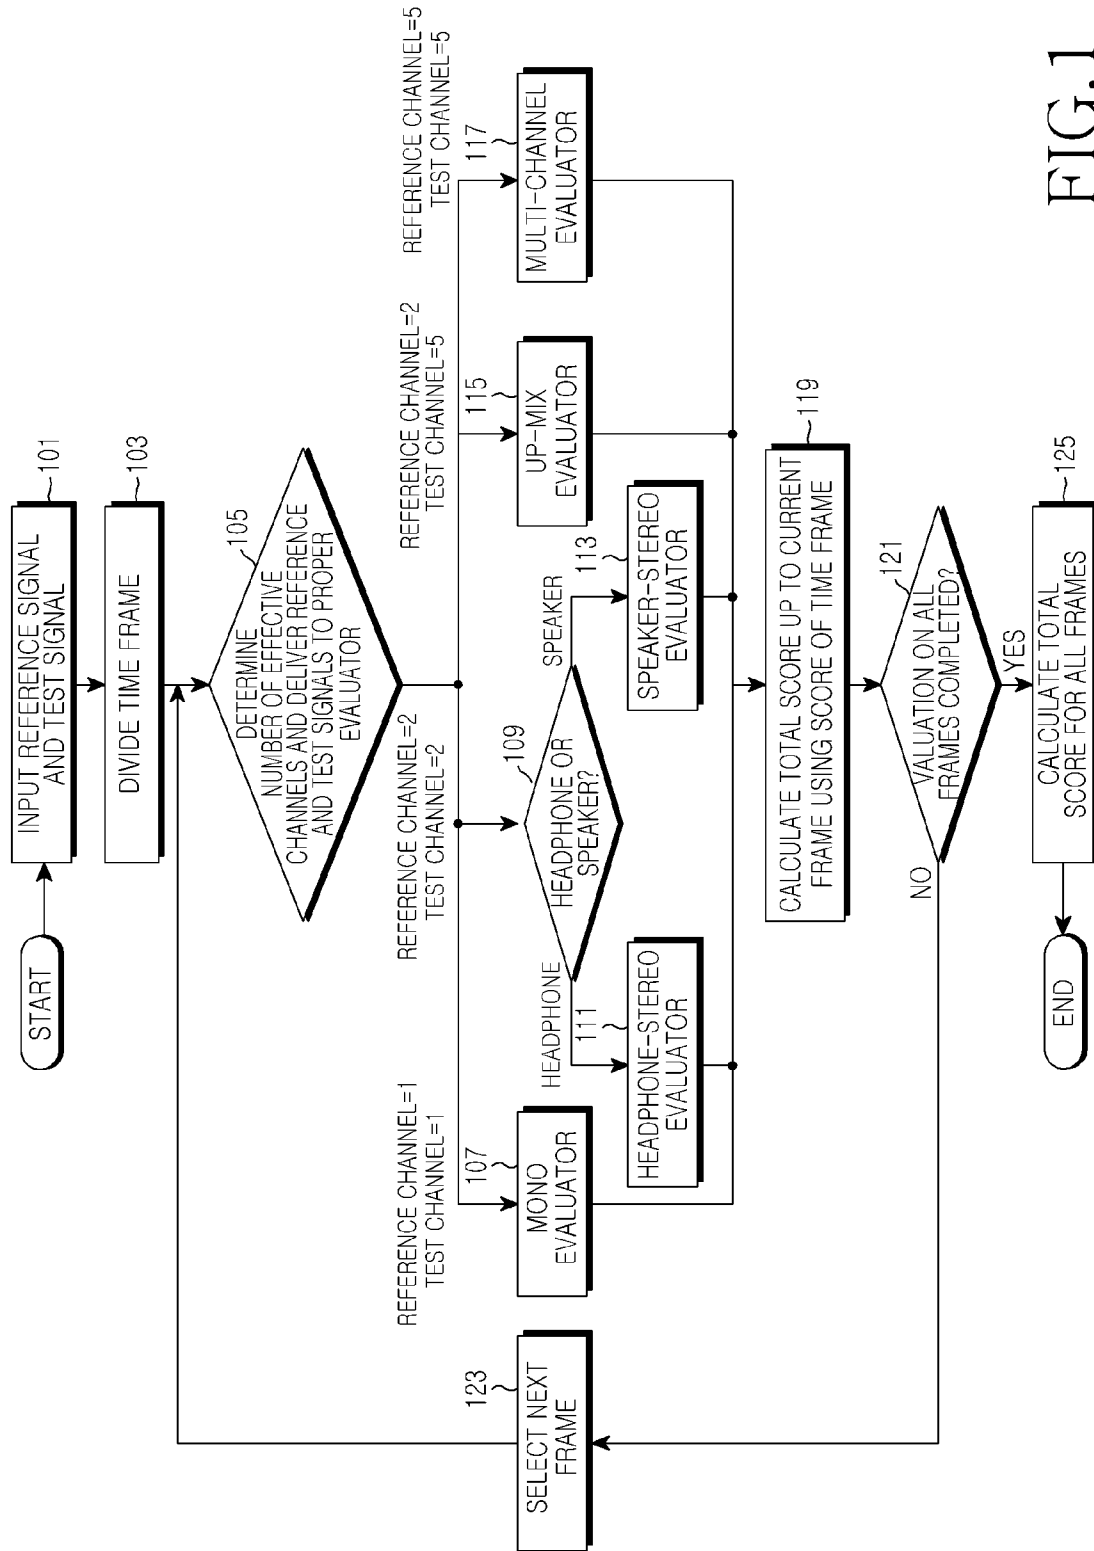 START
INPUT REFERENCE SIGNAL
AND TEST SIGNAL
101
DIVIDE TIME FRAME
103
105
DETERMINE
NUMBER OF EFFECTIVE
CHANNELS AND DELIVER REFERENCE
AND TEST SIGNALS TO PROPER
EVALUATOR
REFERENCE CHANNEL=1
TEST CHANNEL=1
REFERENCE CHANNEL=2
TEST CHANNEL=2
REFERENCE CHANNEL=2
TEST CHANNEL=5
REFERENCE CHANNEL=5
TEST CHANNEL=5
123
SELECT NEXT
FRAME
107
MONO
EVALUATOR
109
HEADPHONE OR
SPEAKER?
115
UP-MIX
EVALUATOR
117
MULTI-CHANNEL
EVALUATOR
HEADPHONE
SPEAKER
111
HEADPHONE-STEREO
EVALUATOR
113
SPEAKER-STEREO
EVALUATOR
CALCULATE TOTAL SCORE UP TO CURRENT
FRAME USING SCORE OF TIME FRAME
119
121
VALUATION ON ALL
FRAMES COMPLETED?
NO
YES
CALCULATE TOTAL
SCORE FOR ALL FRAMES
125
END
FIG.1